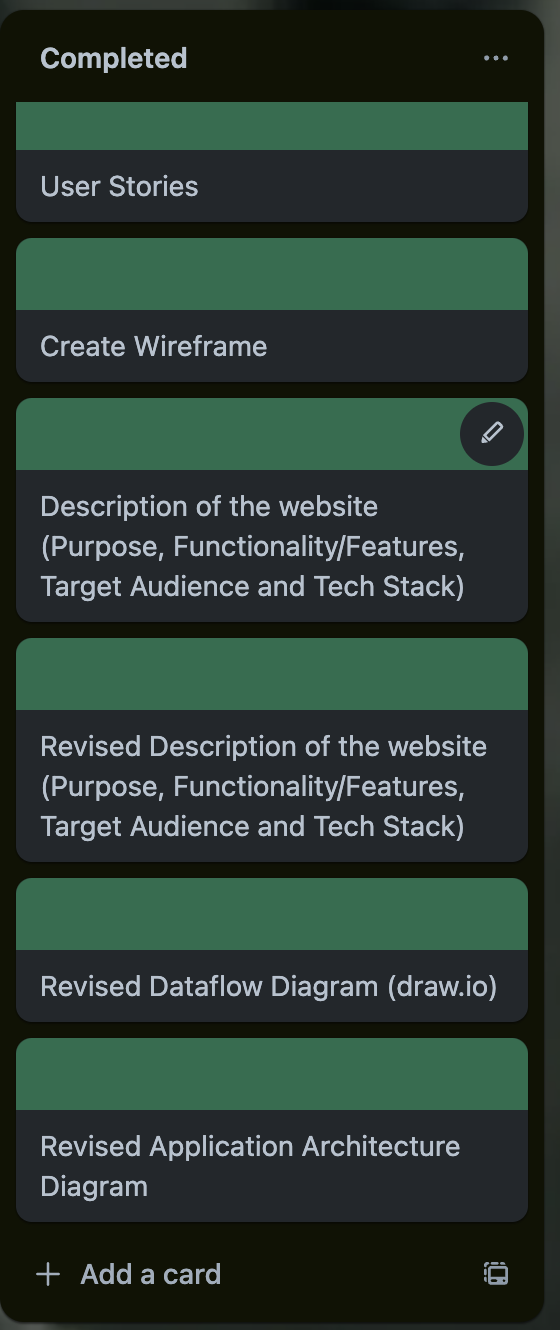 Completed
User Stories
Create Wireframe
Description of the website
(Purpose, Functionality/Features,
Target Audience and Tech Stack)
Revised Description of the website
(Purpose, Functionality/Features,
Target Audience and Tech Stack)
Revised Dataflow Diagram (draw.io)
Revised Application Architecture
Diagram
Add a card